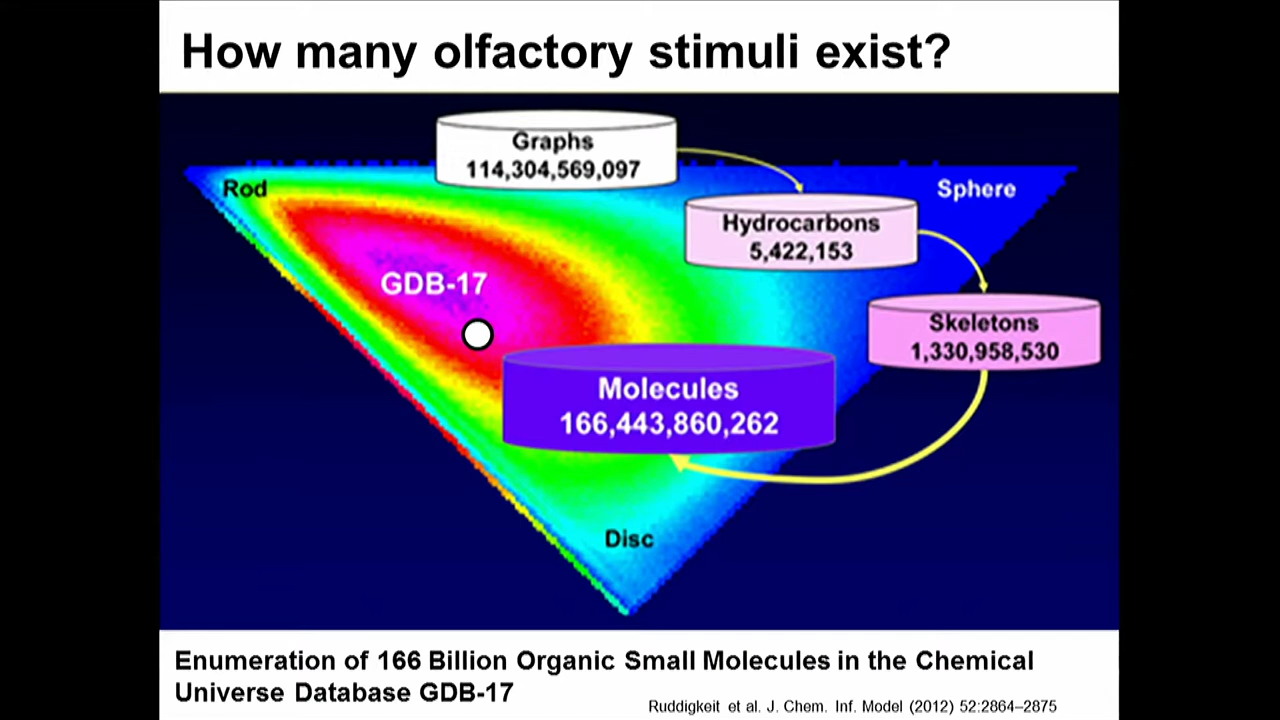 How many olfactory stimuli exist?
Graphs
114,304,569,097
Rod
Sphere
Hydrocarbons
5,422,153
GDB-17
Skeletons
1,330,958,530
Molecules
166,443,860,262
Disc
Enumeration of 166 Billion Organic Small Molecules in the Chemical
Universe Database GDB-17
Ruddigkeit et al. J. Chem. Inf. Model (2012) 52:2864–2875